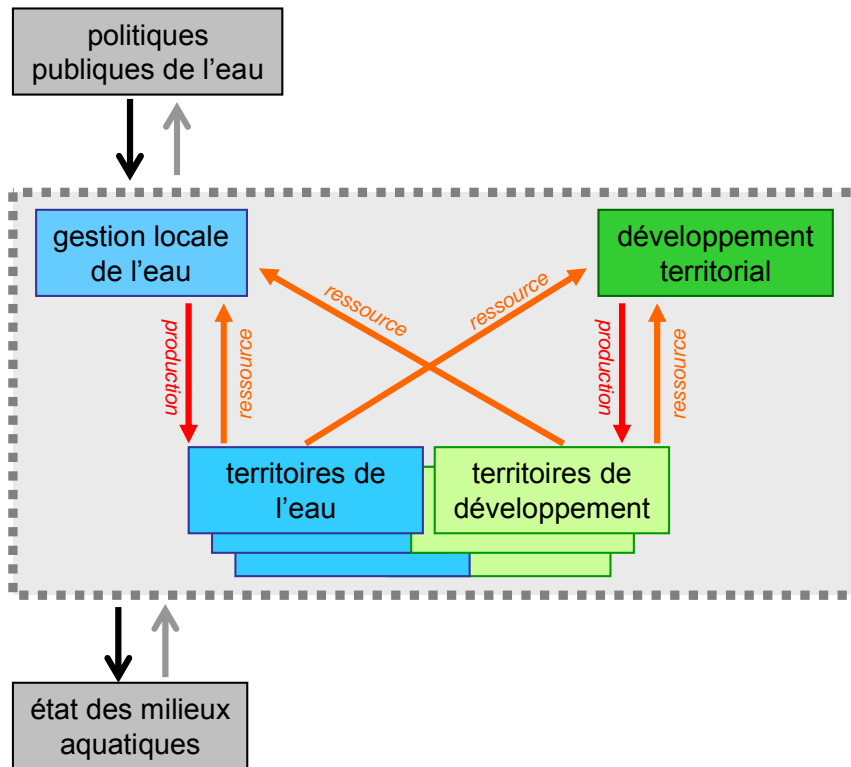 politiques
publiques de l’eau
gestion locale
de l’eau
développement
territorial
ressource
ressource
production
ressource
production
ressource
territoires de
l’eau
territoires de
développement
état des milieux
aquatiques